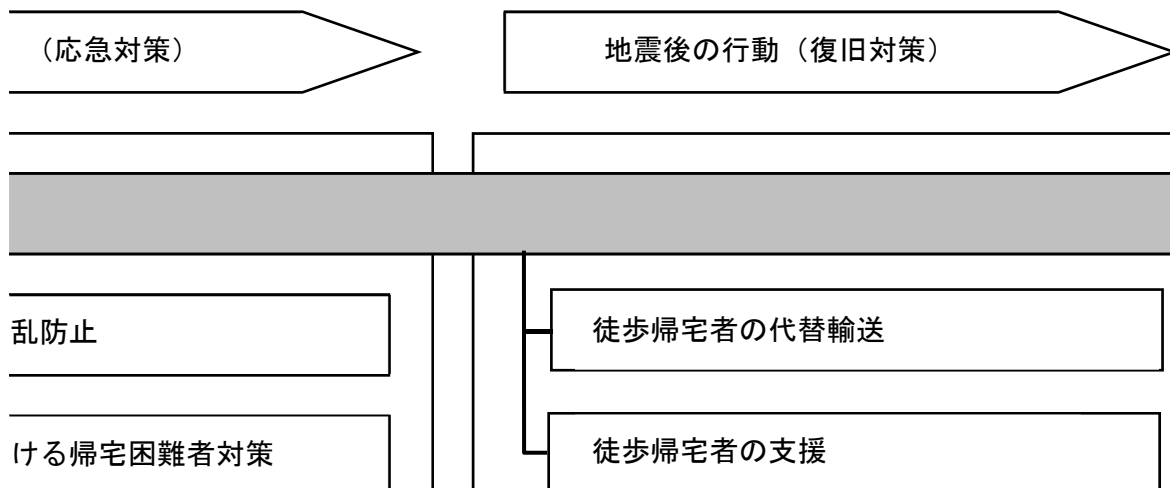 （応急対策）
地震後の行動（復旧対策）
乱防止
徒歩帰宅者の代替輸送
ける帰宅困難者対策
徒歩帰宅者の支援